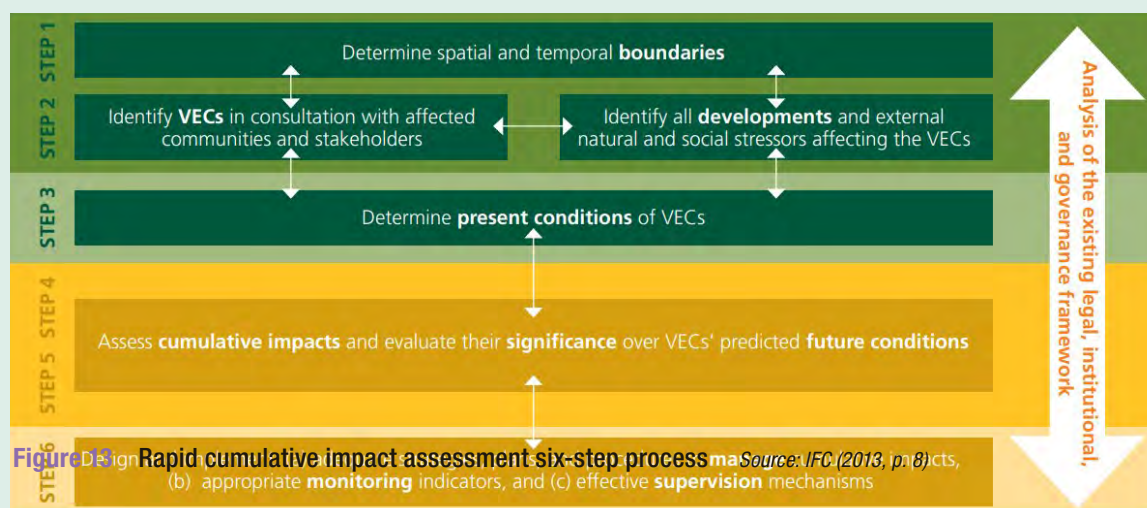 STEP 1
Determine spatial and temporal boundaries
STEP 2
Identify VECs in consultation with affected
communities and stakeholders
Identify all developments and external
natural and social stressors affecting the VECs
STEP 3
Determine present conditions of VECs
STEP 4
STEP 5
Assess cumulative impacts and evaluate their significance over VECs' predicted future conditions
STEP 6
Design impacts,
(b) appropriate monitoring indicators, and (c) effective supervision mechanisms
Figure 13 Rapid cumulative impact assessment six-step process Source: IFC (2013, p. 8)
Analysis of the existing legal, institutional,
and governance framework